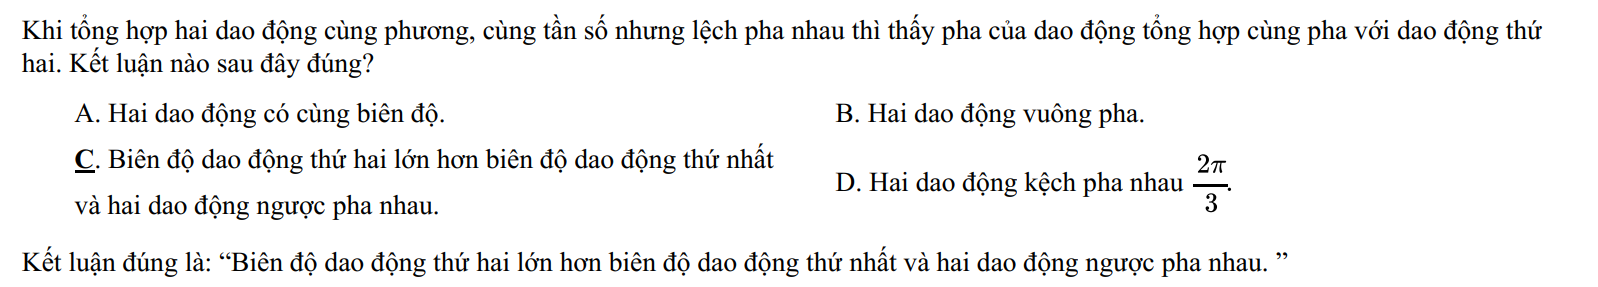 Khi tổng hợp hai dao động cùng phương, cùng tần số nhưng lệch pha nhau thì thấy pha của dao động tổng hợp cùng pha với dao động thứ
hai. Kết luận nào sau đây đúng?
A. Hai dao động có cùng biên độ.
B. Hai dao động vuông pha.
C. Biên độ dao động thứ hai lớn hơn biên độ dao động thứ nhất
và hai dao động ngược pha nhau.
D. Hai dao động kệch pha nhau 2π/3.
Kết luận đúng là: “Biên độ dao động thứ hai lớn hơn biên độ dao động thứ nhất và hai dao động ngược pha nhau. ”